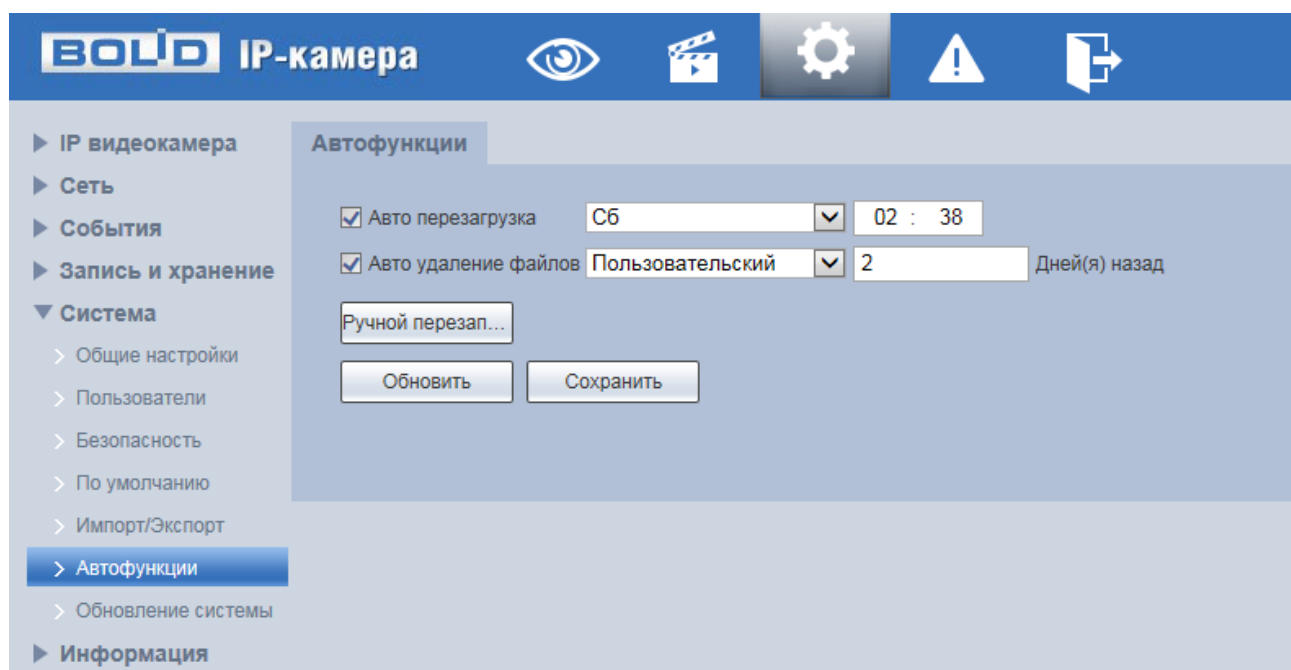 BOLID IP-камера
IP видеокамера
Сеть
События
Запись и хранение
Система
Общие настройки
Пользователи
Безопасность
По умолчанию
Импорт/Экспорт
Автофункции
Обновление системы
Информация
Автофункции
Авто перезагрузка Сб 02 : 38
Авто удаление файлов Пользовательский 2 Дней(я) назад
Ручной перезап...
Обновить Сохранить